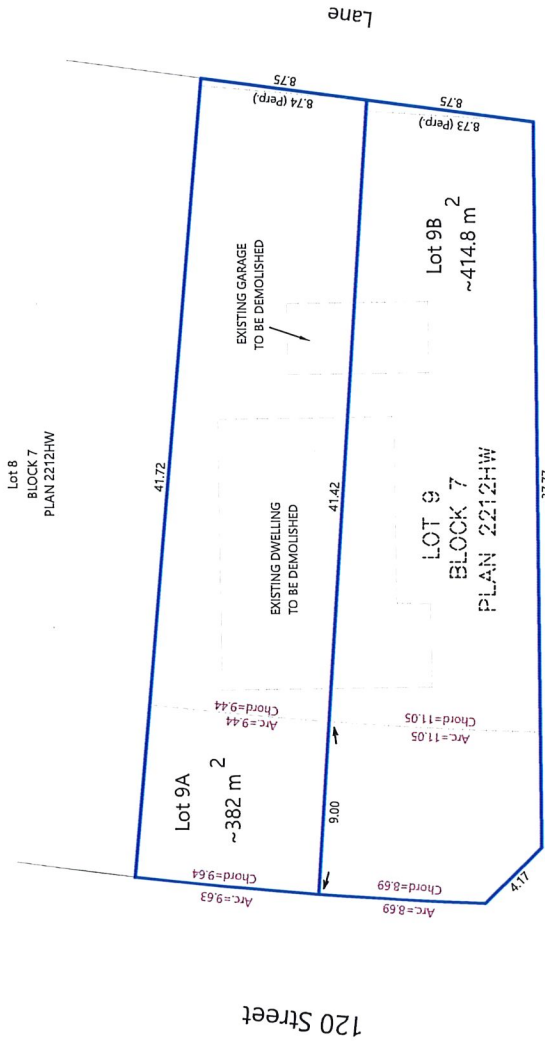 Lane
8.75
8.74 (Perp.)
8.75
8.73 (Perp.)
Lot 8
BLOCK 7
PLAN 2212HW
41.72
EXISTING GARAGE
TO BE DEMOLISHED
Lot 9B
~414.8 m 2
EXISTING DWELLING
TO BE DEMOLISHED
41.42
LOT 9
BLOCK 7
PLAN 2212HW
Chord=9.44
Arc.=9.44
Chord=11.05
Arc.=11.05
Lot 9A
~382 m 2
9.00
Chord=9.64
Arc.=9.63
Chord=8.69
Arc.=8.69
4.17
120 Street